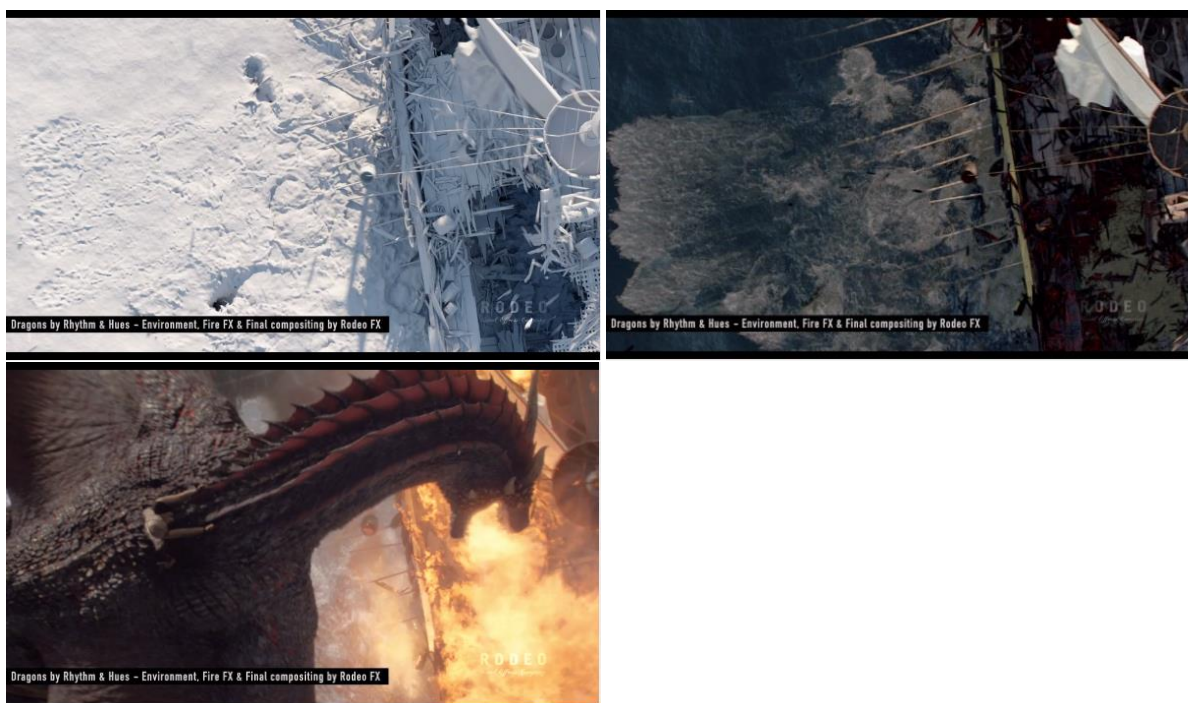 RODEO
Dragons by Rhythm & Hues - Environment, Fire FX & Final compositing by Rodeo FX
RODEO
Dragons by Rhythm & Hues - Environment, Fire FX & Final compositing by Rodeo FX
RODEO
Dragons by Rhythm & Hues - Environment, Fire FX & Final compositing by Rodeo FX